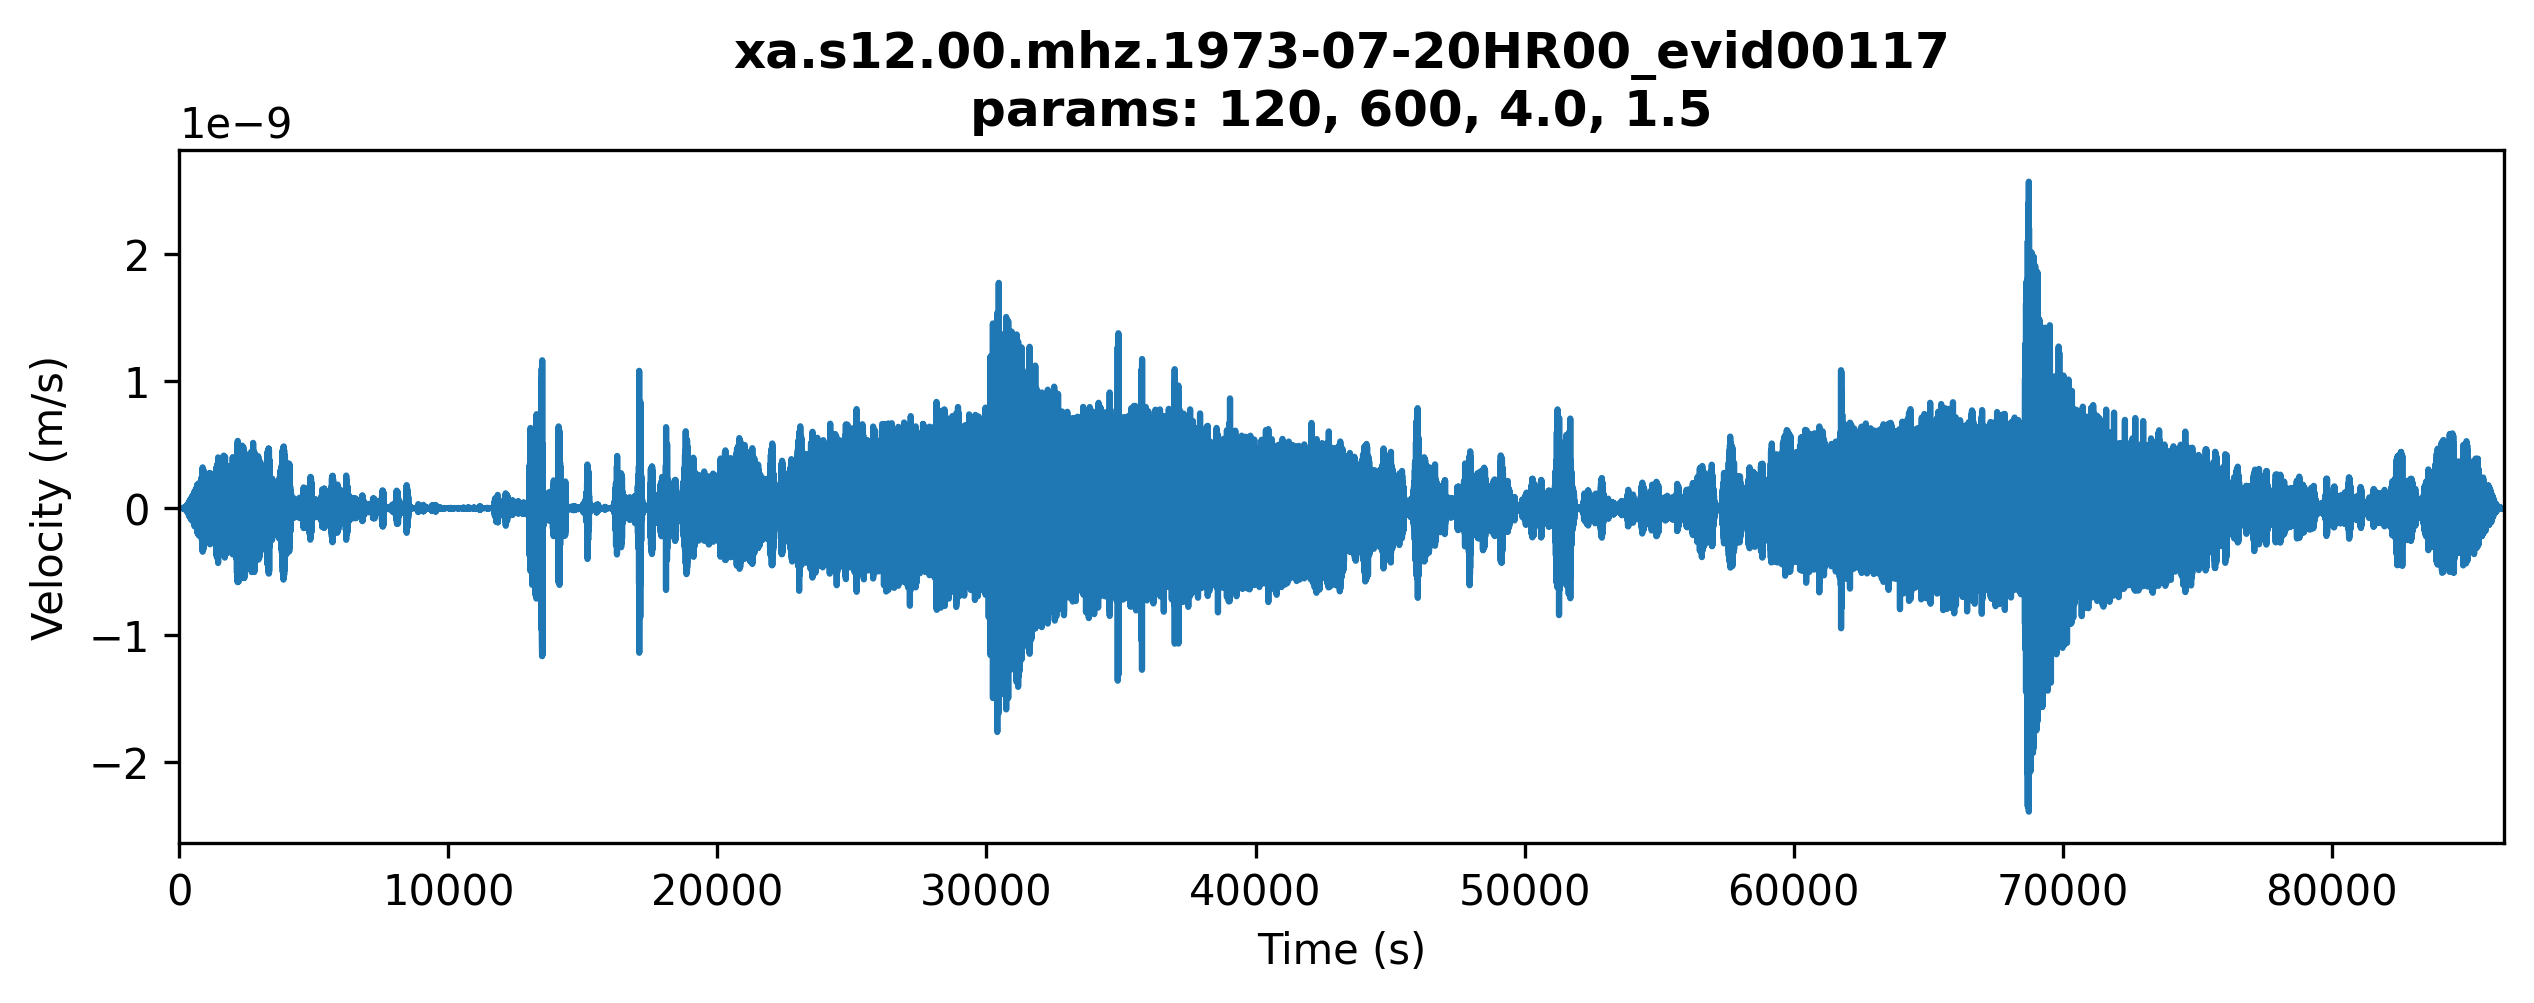 xa.s12.00.mhz.1973-07-20HR00_evid00117
params: 120, 600, 4.0, 1.5
1e−9
2
1
0
−1
−2
Velocity (m/s)
0 10000 20000 30000 40000 50000 60000 70000 80000
Time (s)